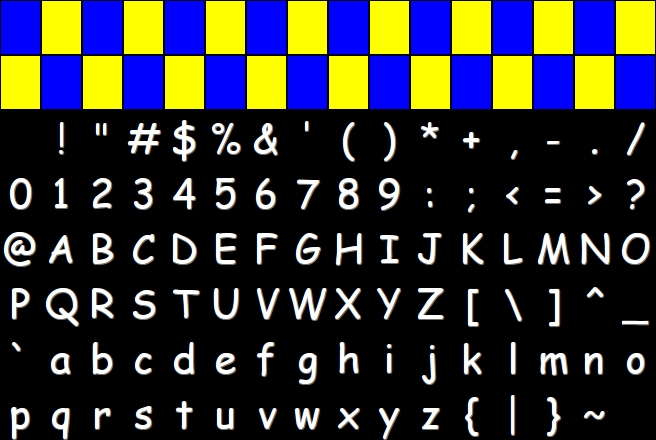 ! " # $ % & ' ( ) * + , - . /
0 1 2 3 4 5 6 7 8 9 : ; < = > ?
@ A B C D E F G H I J K L M N O
P Q R S T U V W X Y Z [ \ ] ^ _
` a b c d e f g h i j k l m n o
p q r s t u v w x y z { | } ~